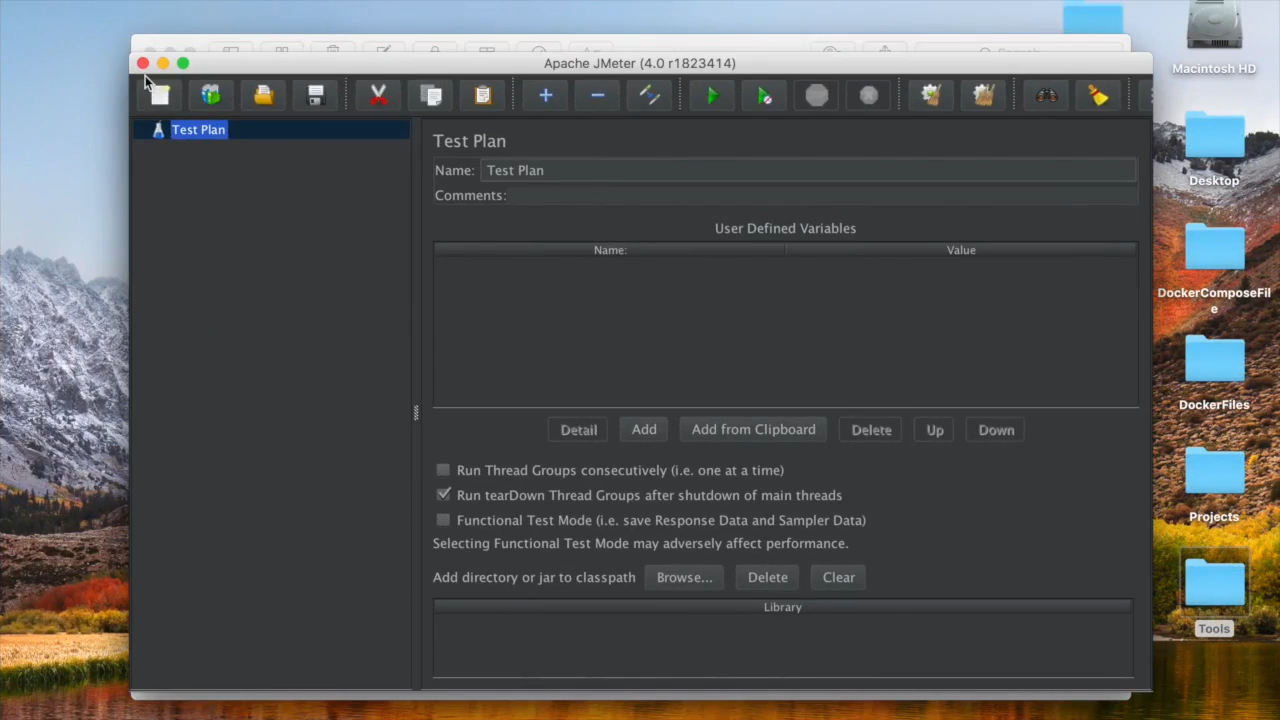 Apache JMeter (4.0 r1823414)
Macintosh HD
Test Plan
Test Plan
Name: Test Plan
Comments:
User Defined Variables
Name: Value
Detail Add Add from Clipboard Delete Up Down
Run Thread Groups consecutively (i.e. one at a time)
Run tearDown Thread Groups after shutdown of main threads
Functional Test Mode (i.e. save Response Data and Sampler Data)
Selecting Functional Test Mode may adversely affect performance.
Add directory or jar to classpath Browse... Delete Clear
Library
Desktop
DockerComposeFil
e
DockerFiles
Projects
Tools